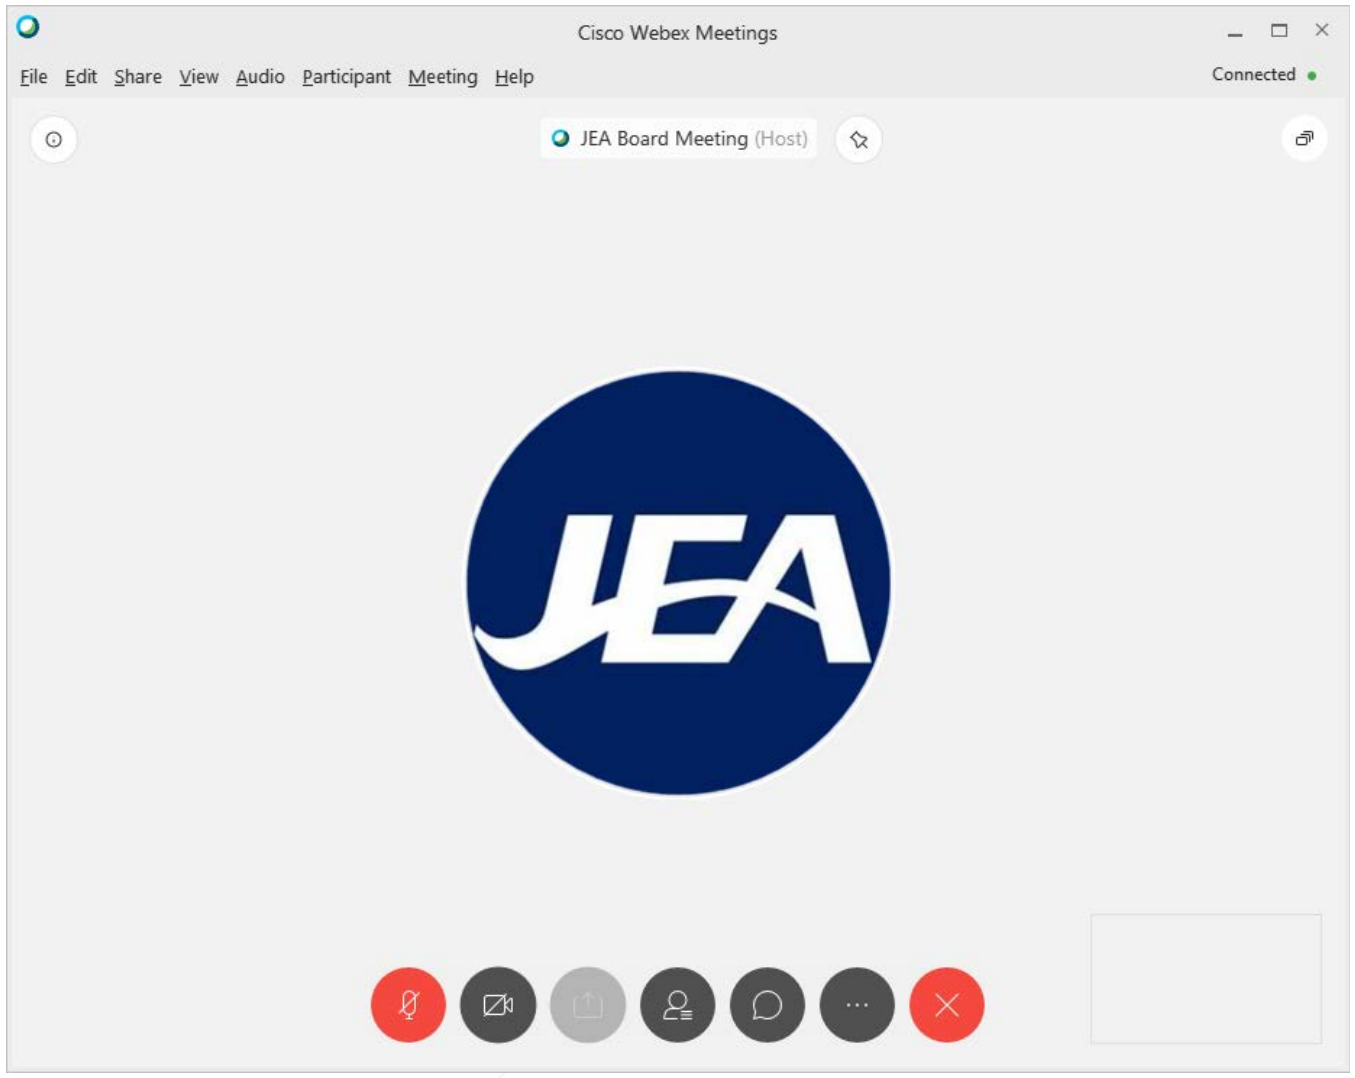 Cisco Webex Meetings
File Edit Share View Audio Participant Meeting Help Connected
JEA Board Meeting (Host)
JEA